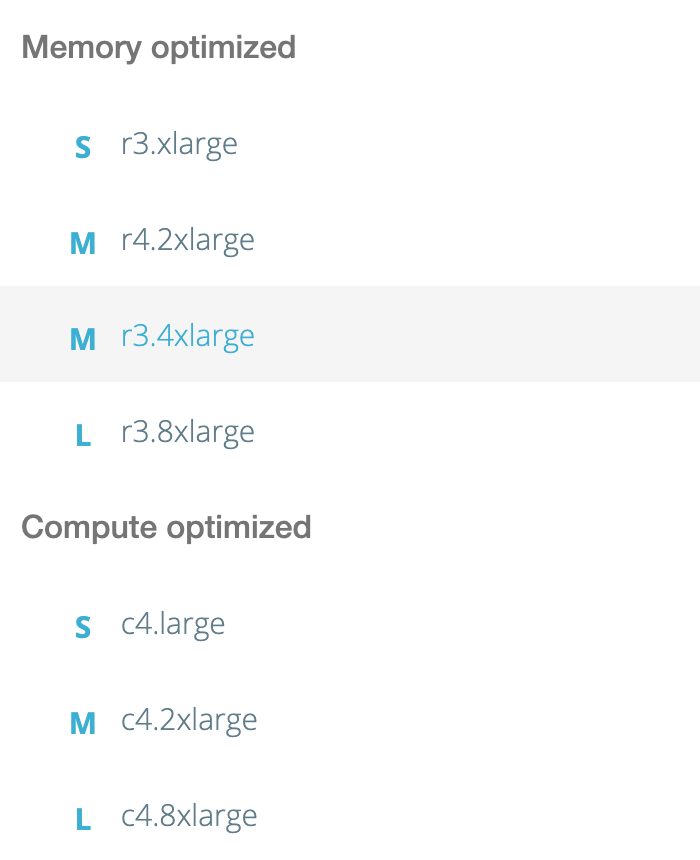 Memory optimized
S r3.xlarge
M r4.2xlarge
M r3.4xlarge
L r3.8xlarge
Compute optimized
S c4.large
M c4.2xlarge
L c4.8xlarge